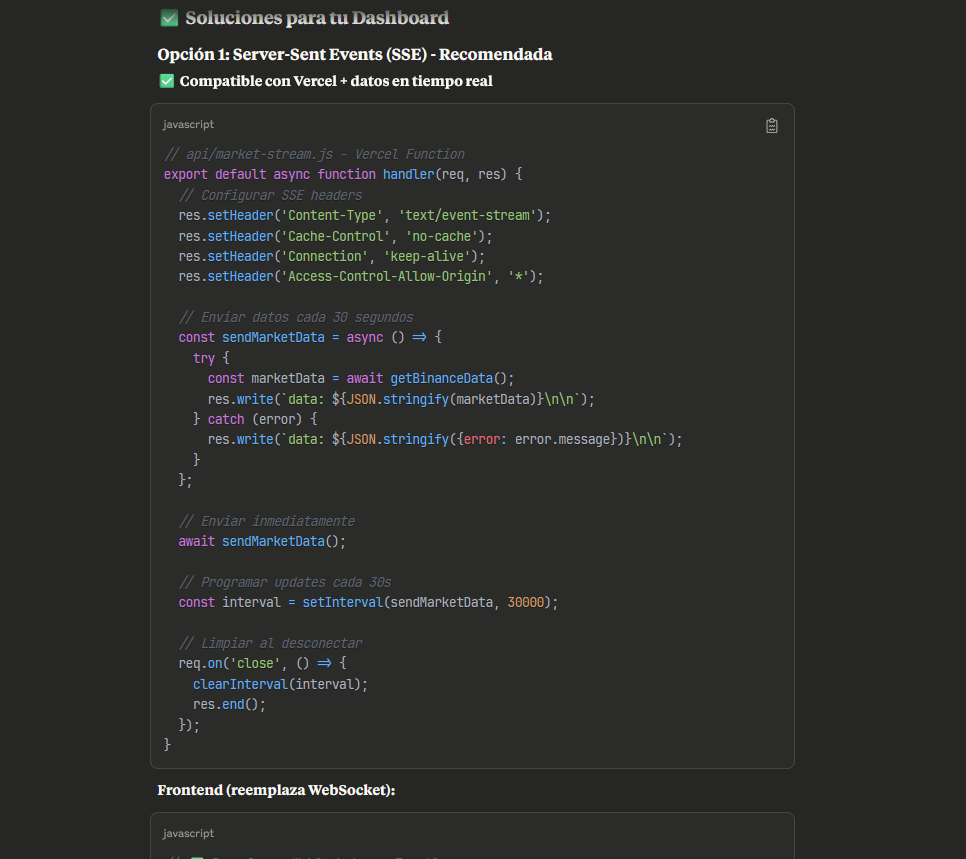 ✅ Soluciones para tu Dashboard
Opción 1: Server-Sent Events (SSE) - Recomendada
✅ Compatible con Vercel + datos en tiempo real
javascript
// api/market-stream.js - Vercel Function
export default async function handler(req, res) {
  // Configurar SSE headers
  res.setHeader('Content-Type', 'text/event-stream');
  res.setHeader('Cache-Control', 'no-cache');
  res.setHeader('Connection', 'keep-alive');
  res.setHeader('Access-Control-Allow-Origin', '*');
  // Enviar datos cada 30 segundos
  const sendMarketData = async () => {
    try {
      const marketData = await getBinanceData();
      res.write(`data: ${JSON.stringify(marketData)}\n\n`);
    } catch (error) {
      res.write(`data: ${JSON.stringify({error: error.message})}\n\n`);
    }
  };
  // Enviar inmediatamente
  await sendMarketData();
  // Programar updates cada 30s
  const interval = setInterval(sendMarketData, 30000);
  // Limpiar al desconectar
  req.on('close', () => {
    clearInterval(interval);
    res.end();
  });
}
Frontend (reemplaza WebSocket):
javascript